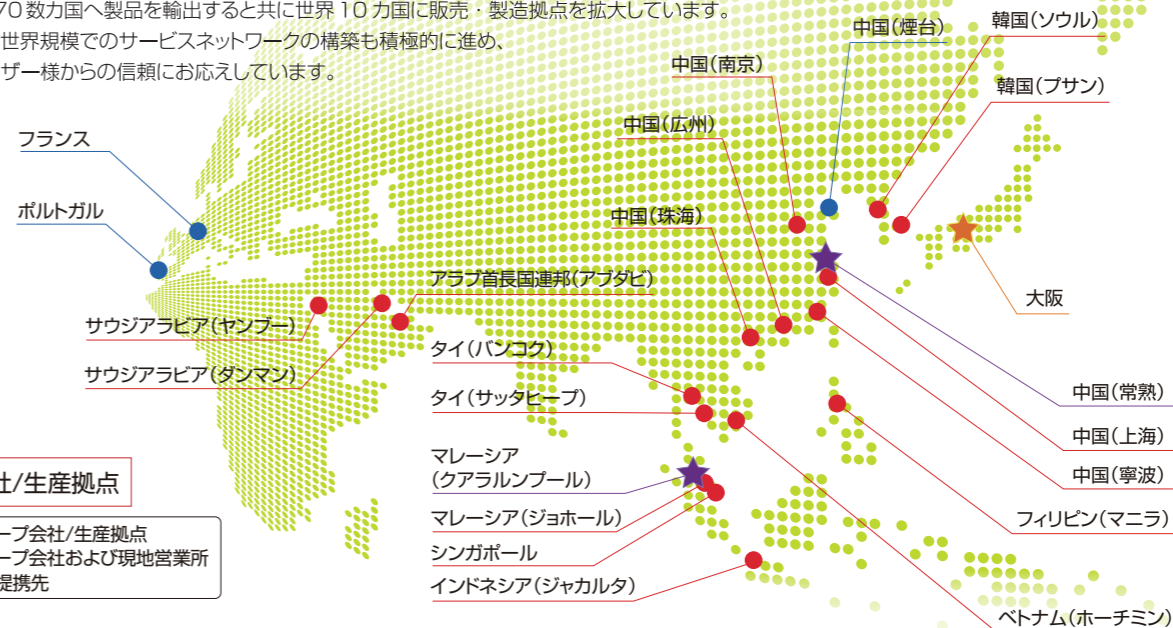 70数カ国へ製品を輸出すると共に世界10カ国に販売・製造拠点を拡大しています。
世界規模でのサービスネットワークの構築も積極的に進め、
ザー様からの信頼にお応えしています。
中国（煙台）
韓国（ソウル）
中国（南京）
韓国（プサン）
中国（広州）
フランス
ポルトガル
中国（珠海）
アラブ首長国連邦（アブダビ）
大阪
サウジアラビア（ヤンブー）
タイ（バンコク）
サウジアラビア（ダンマン）
タイ（サッタヒープ）
中国（常熟）
中国（上海）
マレーシア
（クアラルンプール）
中国（寧波）
社/生産拠点
マレーシア（ジョホール）
フィリピン（マニラ）
ープ会社/生産拠点
ープ会社および現地営業所
提携先
シンガポール
インドネシア（ジャカルタ）
ベトナム（ホーチミン）